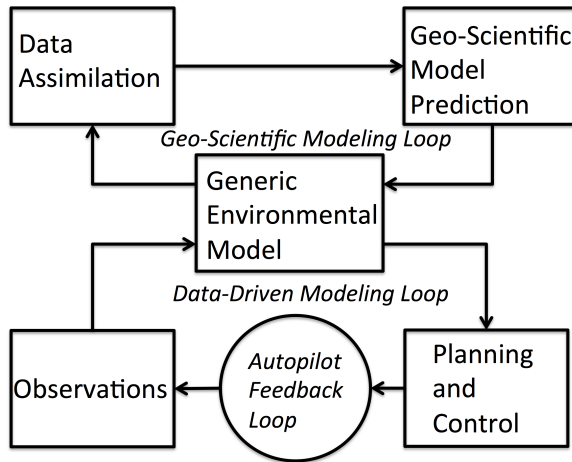 Data
Assimilation
Geo-Scientific
Model
Prediction
Geo-Scientific Modeling Loop
Generic
Environmental
Model
Data-Driven Modeling Loop
Observations
Autopilot
Feedback
Loop
Planning
and
Control